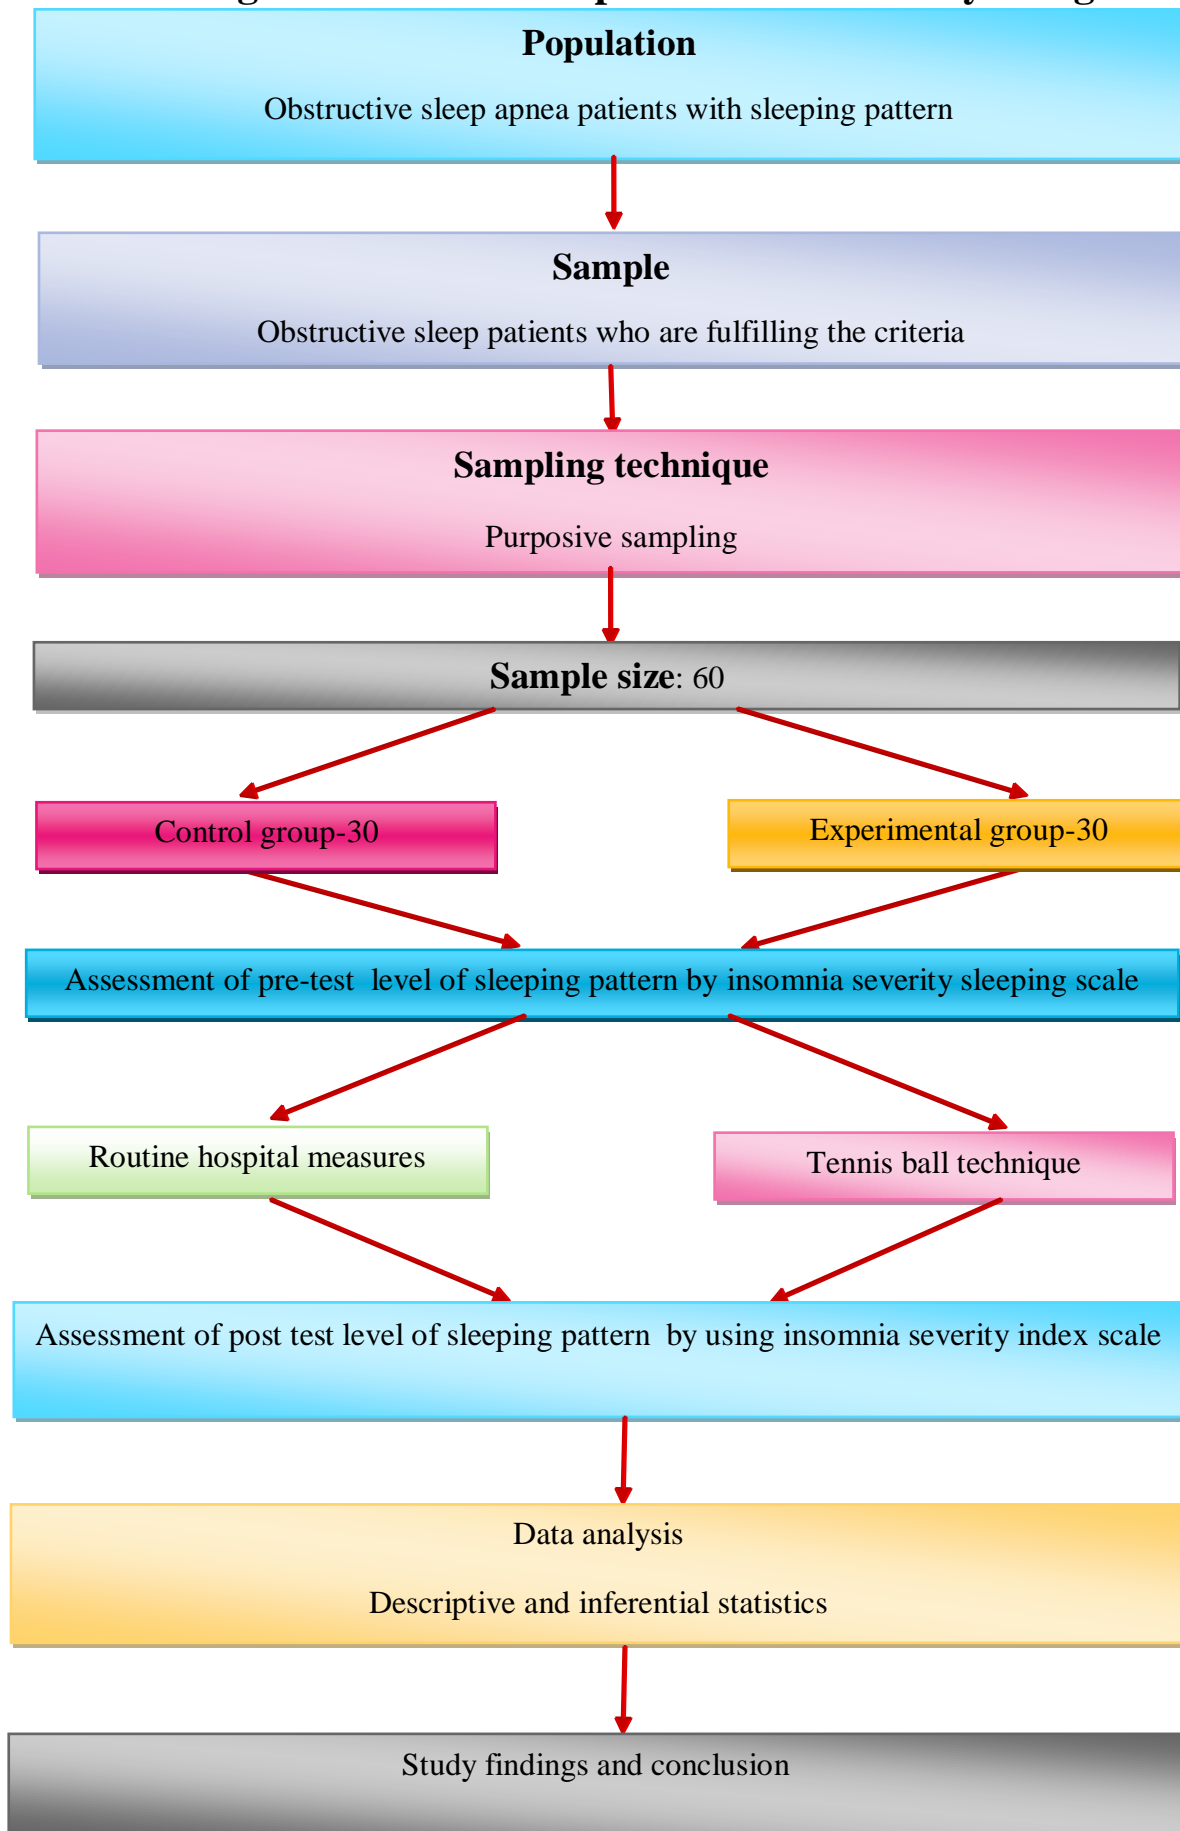 Population
Obstructive sleep apnea patients with sleeping pattern
Sample
Obstructive sleep patients who are fulfilling the criteria
Sampling technique
Purposive sampling
Sample size: 60
Control group-30
Experimental group-30
Assessment of pre-test level of sleeping pattern by insomnia severity sleeping scale
Routine hospital measures
Tennis ball technique
Assessment of post test level of sleeping pattern by using insomnia severity index scale
Data analysis
Descriptive and inferential statistics
Study findings and conclusion